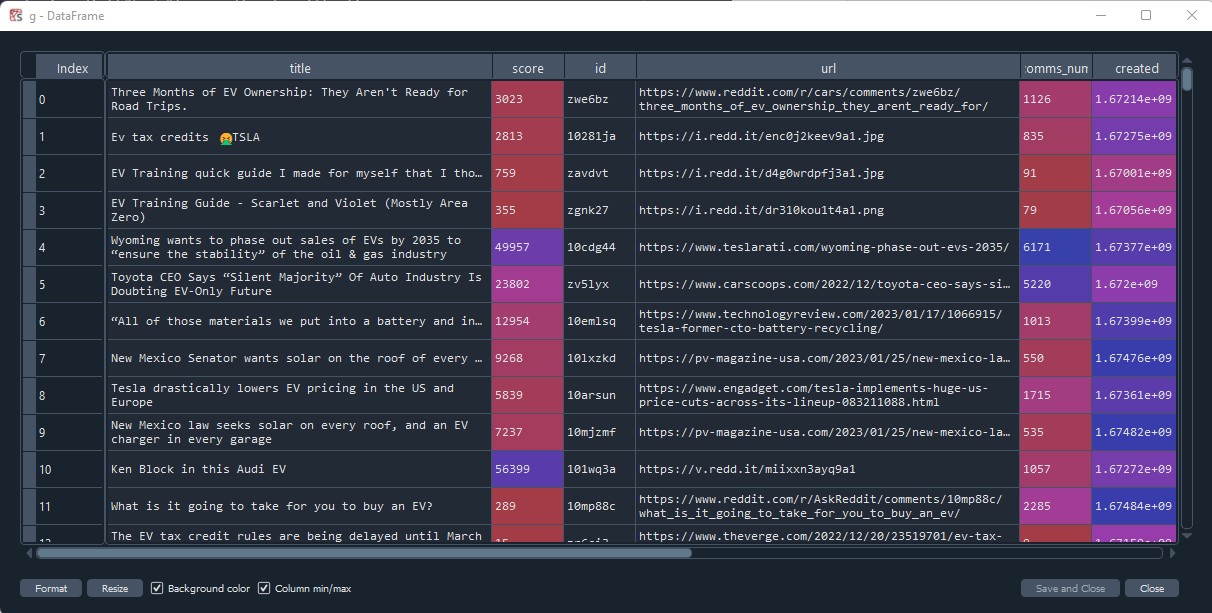 g - DataFrame
Index title score id url omms_num created
0 Three Months of EV Ownership: They Aren't Ready for Road Trips. 3023 zwe6bz https://www.reddit.com/r/cars/comments/zwe6bz/three_months_of_ev_ownership_they_arent_ready_for/ 1126 1.67214e+09
1 Ev tax credits 🤮TSLA 2813 10281ja https://i.redd.it/enc0j2keev9a1.jpg 835 1.67275e+09
2 EV Training quick guide I made for myself that I tho… 759 zavdvt https://i.redd.it/d4g0wrdpfj3a1.jpg 91 1.67001e+09
3 EV Training Guide - Scarlet and Violet (Mostly Area Zero) 355 zgnk27 https://i.redd.it/dr310kou1t4a1.png 79 1.67056e+09
4 Wyoming wants to phase out sales of EVs by 2035 to “ensure the stability” of the oil & gas industry 49957 10cdg44 https://www.teslarati.com/wyoming-phase-out-evs-2035/ 6171 1.67377e+09
5 Toyota CEO Says “Silent Majority” Of Auto Industry Is Doubting EV-Only Future 23802 zv5lyx https://www.carscoops.com/2022/12/toyota-ceo-says-si… 5220 1.672e+09
6 “All of those materials we put into a battery and in… 12954 10emlsq https://www.technologyreview.com/2023/01/17/1066915/tesla-former-cto-battery-recycling/ 1013 1.67399e+09
7 New Mexico Senator wants solar on the roof of every … 9268 10lxzkd https://pv-magazine-usa.com/2023/01/25/new-mexico-la… 550 1.67476e+09
8 Tesla drastically lowers EV pricing in the US and Europe 5839 10arsun https://www.engadget.com/tesla-implements-huge-us-price-cuts-across-its-lineup-083211088.html 1715 1.67361e+09
9 New Mexico law seeks solar on every roof, and an EV charger in every garage 7237 10mjzmf https://pv-magazine-usa.com/2023/01/25/new-mexico-la… 535 1.67482e+09
10 Ken Block in this Audi EV 56399 101wq3a https://v.redd.it/miixxn3ayq9a1 1057 1.67272e+09
11 What is it going to take for you to buy an EV? 289 10mp88c https://www.reddit.com/r/AskReddit/comments/10mp88c/what_is_it_going_to_take_for_you_to_buy_an_ev/ 2285 1.67484e+09
The EV tax credit rules are being delayed until March https://www.theverge.com/2022/12/20/23519701/ev-tax-
Format Resize Background color Column min/max Save and Close Close